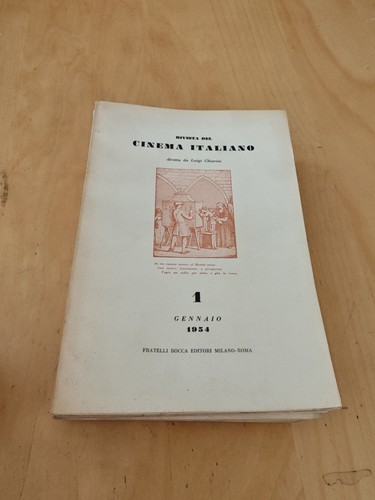 RIVISTA DEL
CINEMA ITALIANO
diretta da Luigi Chiarini
1
GENNAIO
1954
FRATELLI BOCCA EDITORI MILANO-ROMA